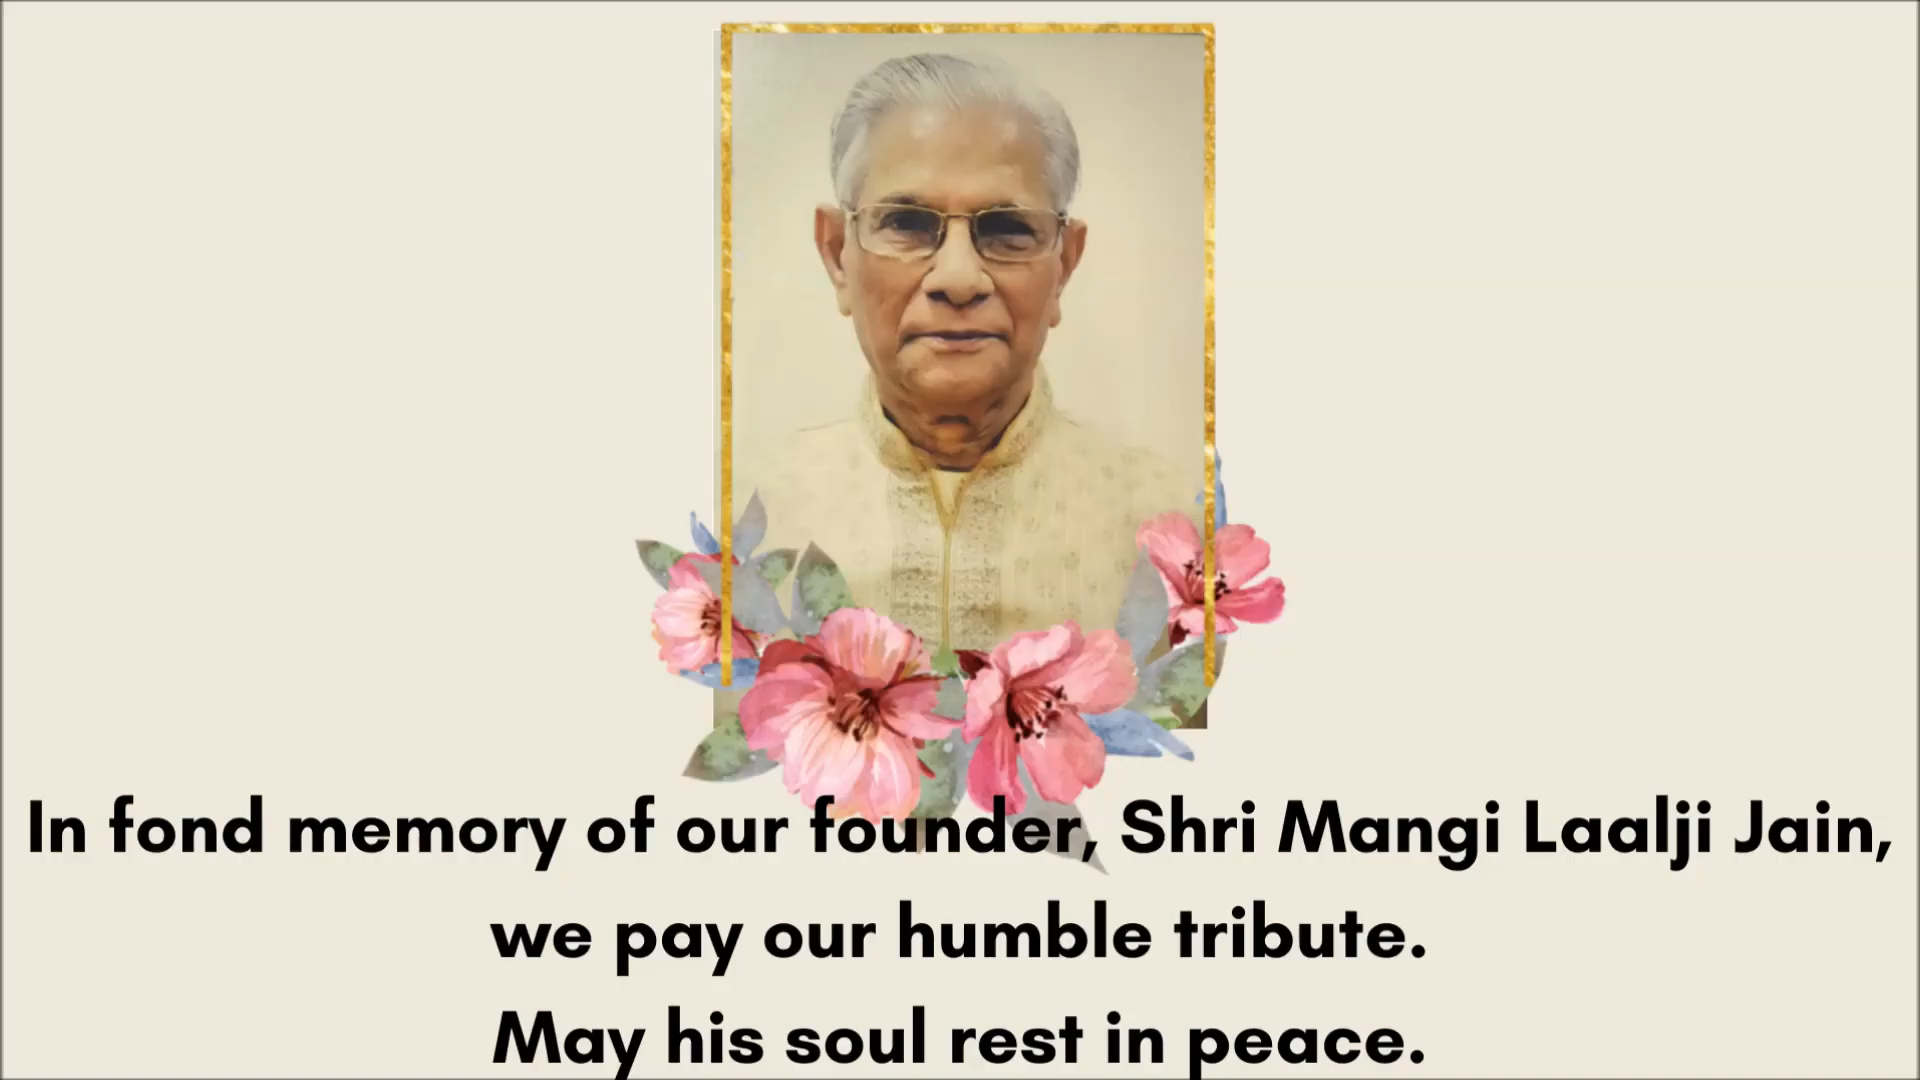 In fond memory of our founder, Shri Mangi Laalji Jain,
we pay our humble tribute.
May his soul rest in peace.